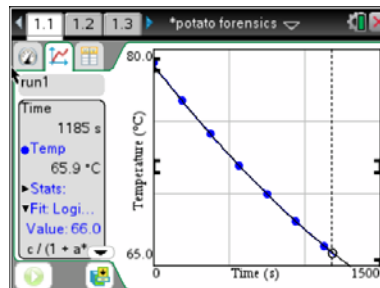 1.1 1.2 1.3 *potato forensics
run1
Time
1185 s
Temp
65.9 °C
Stats:
Fit: Logi...
Value: 66.0
c / (1 + a*
80.0
Temperature (°C)
65.0
0 Time (s) 1500